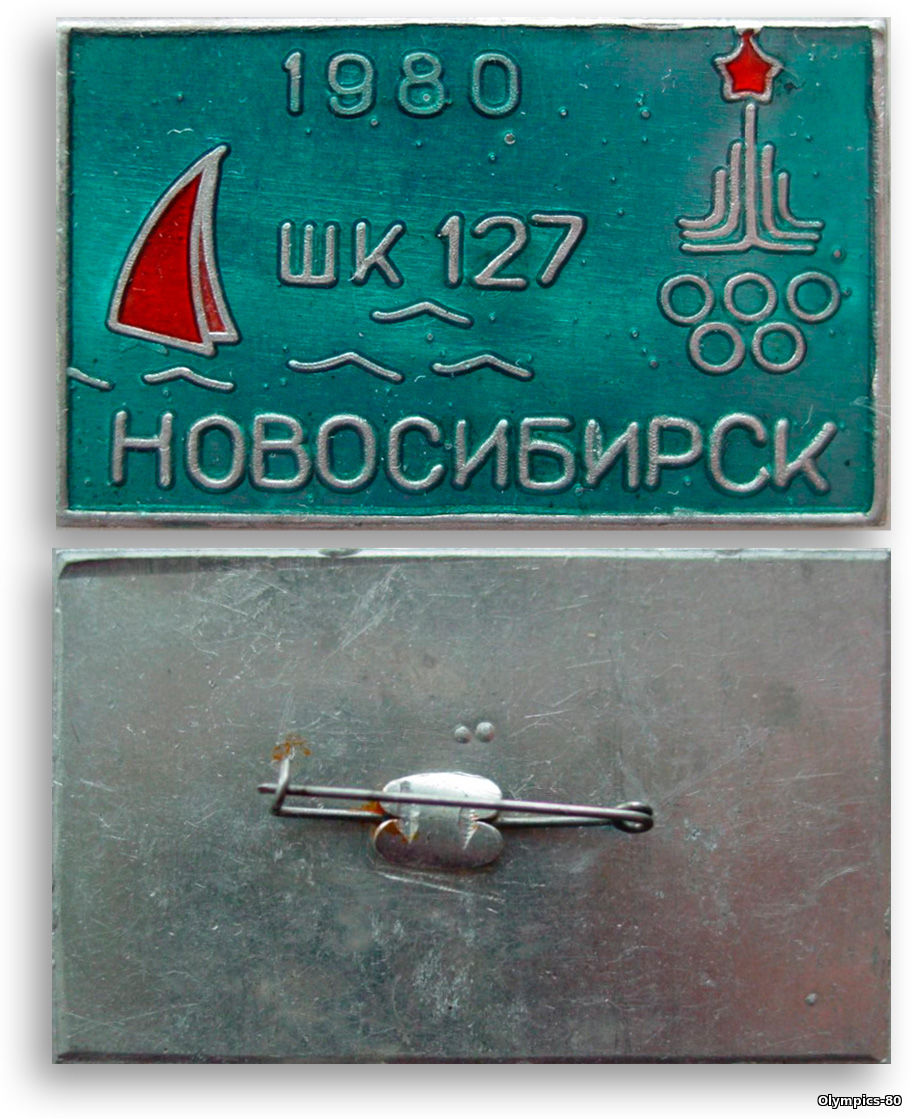 1980
ШК 127
НОВОСИБИРСК
Olympics-80